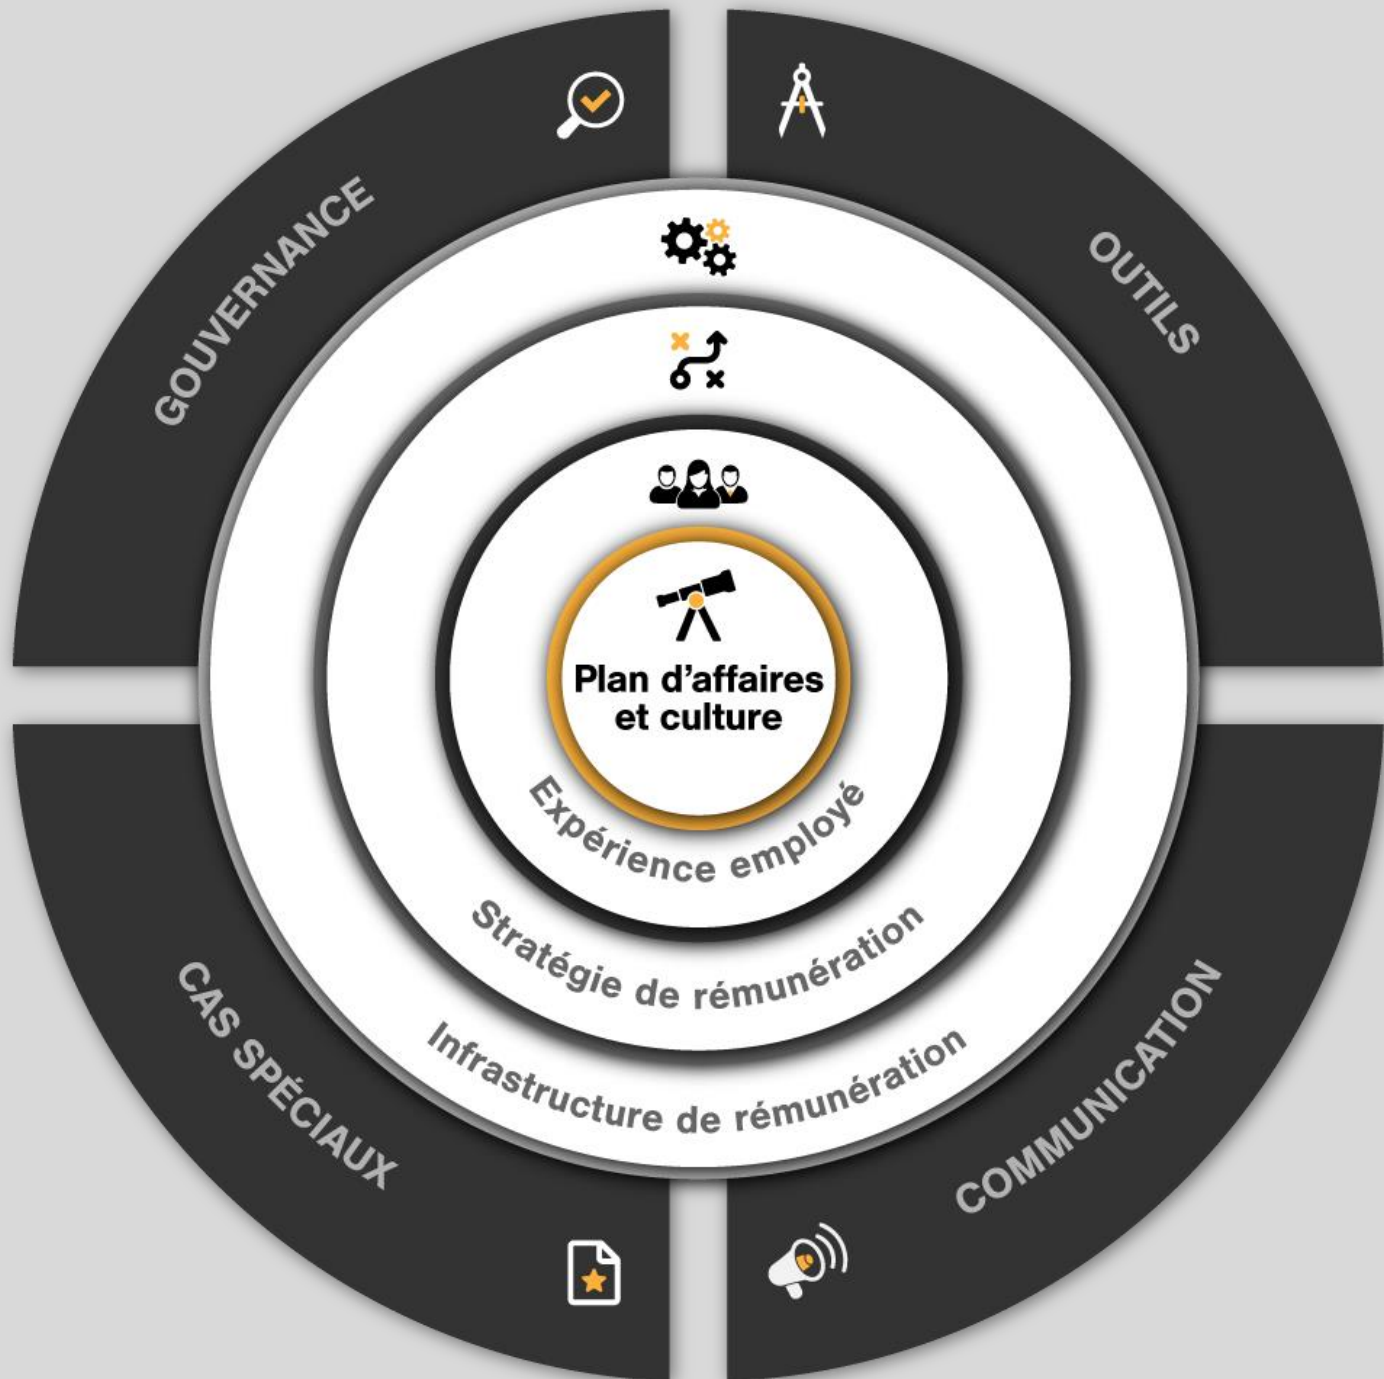 GOUVERNANCE
OUTILS
Plan d'affaires
et culture
Expérience employé
Stratégie de rémunération
Infrastructure de rémunération
CAS SPÉCIAUX
COMMUNICATION